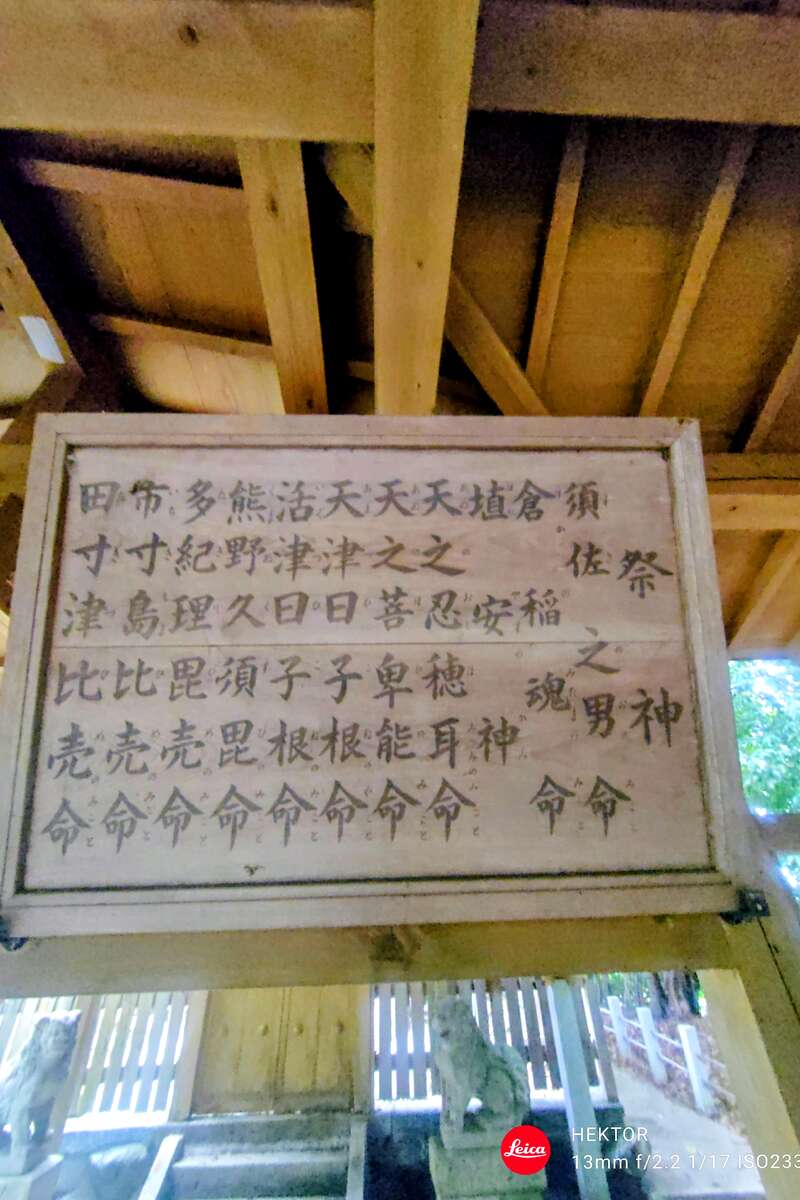 祭神
須佐之男命
倉稲魂命
埴安神
天之忍穂耳命
天之菩卑能命
天津日子根命
活津日子根命
熊野久須毘命
多紀理毘売命
市寸島比売命
田寸津比売命
Leica
HEKTOR
13mm f/2.2 1/17 ISO233